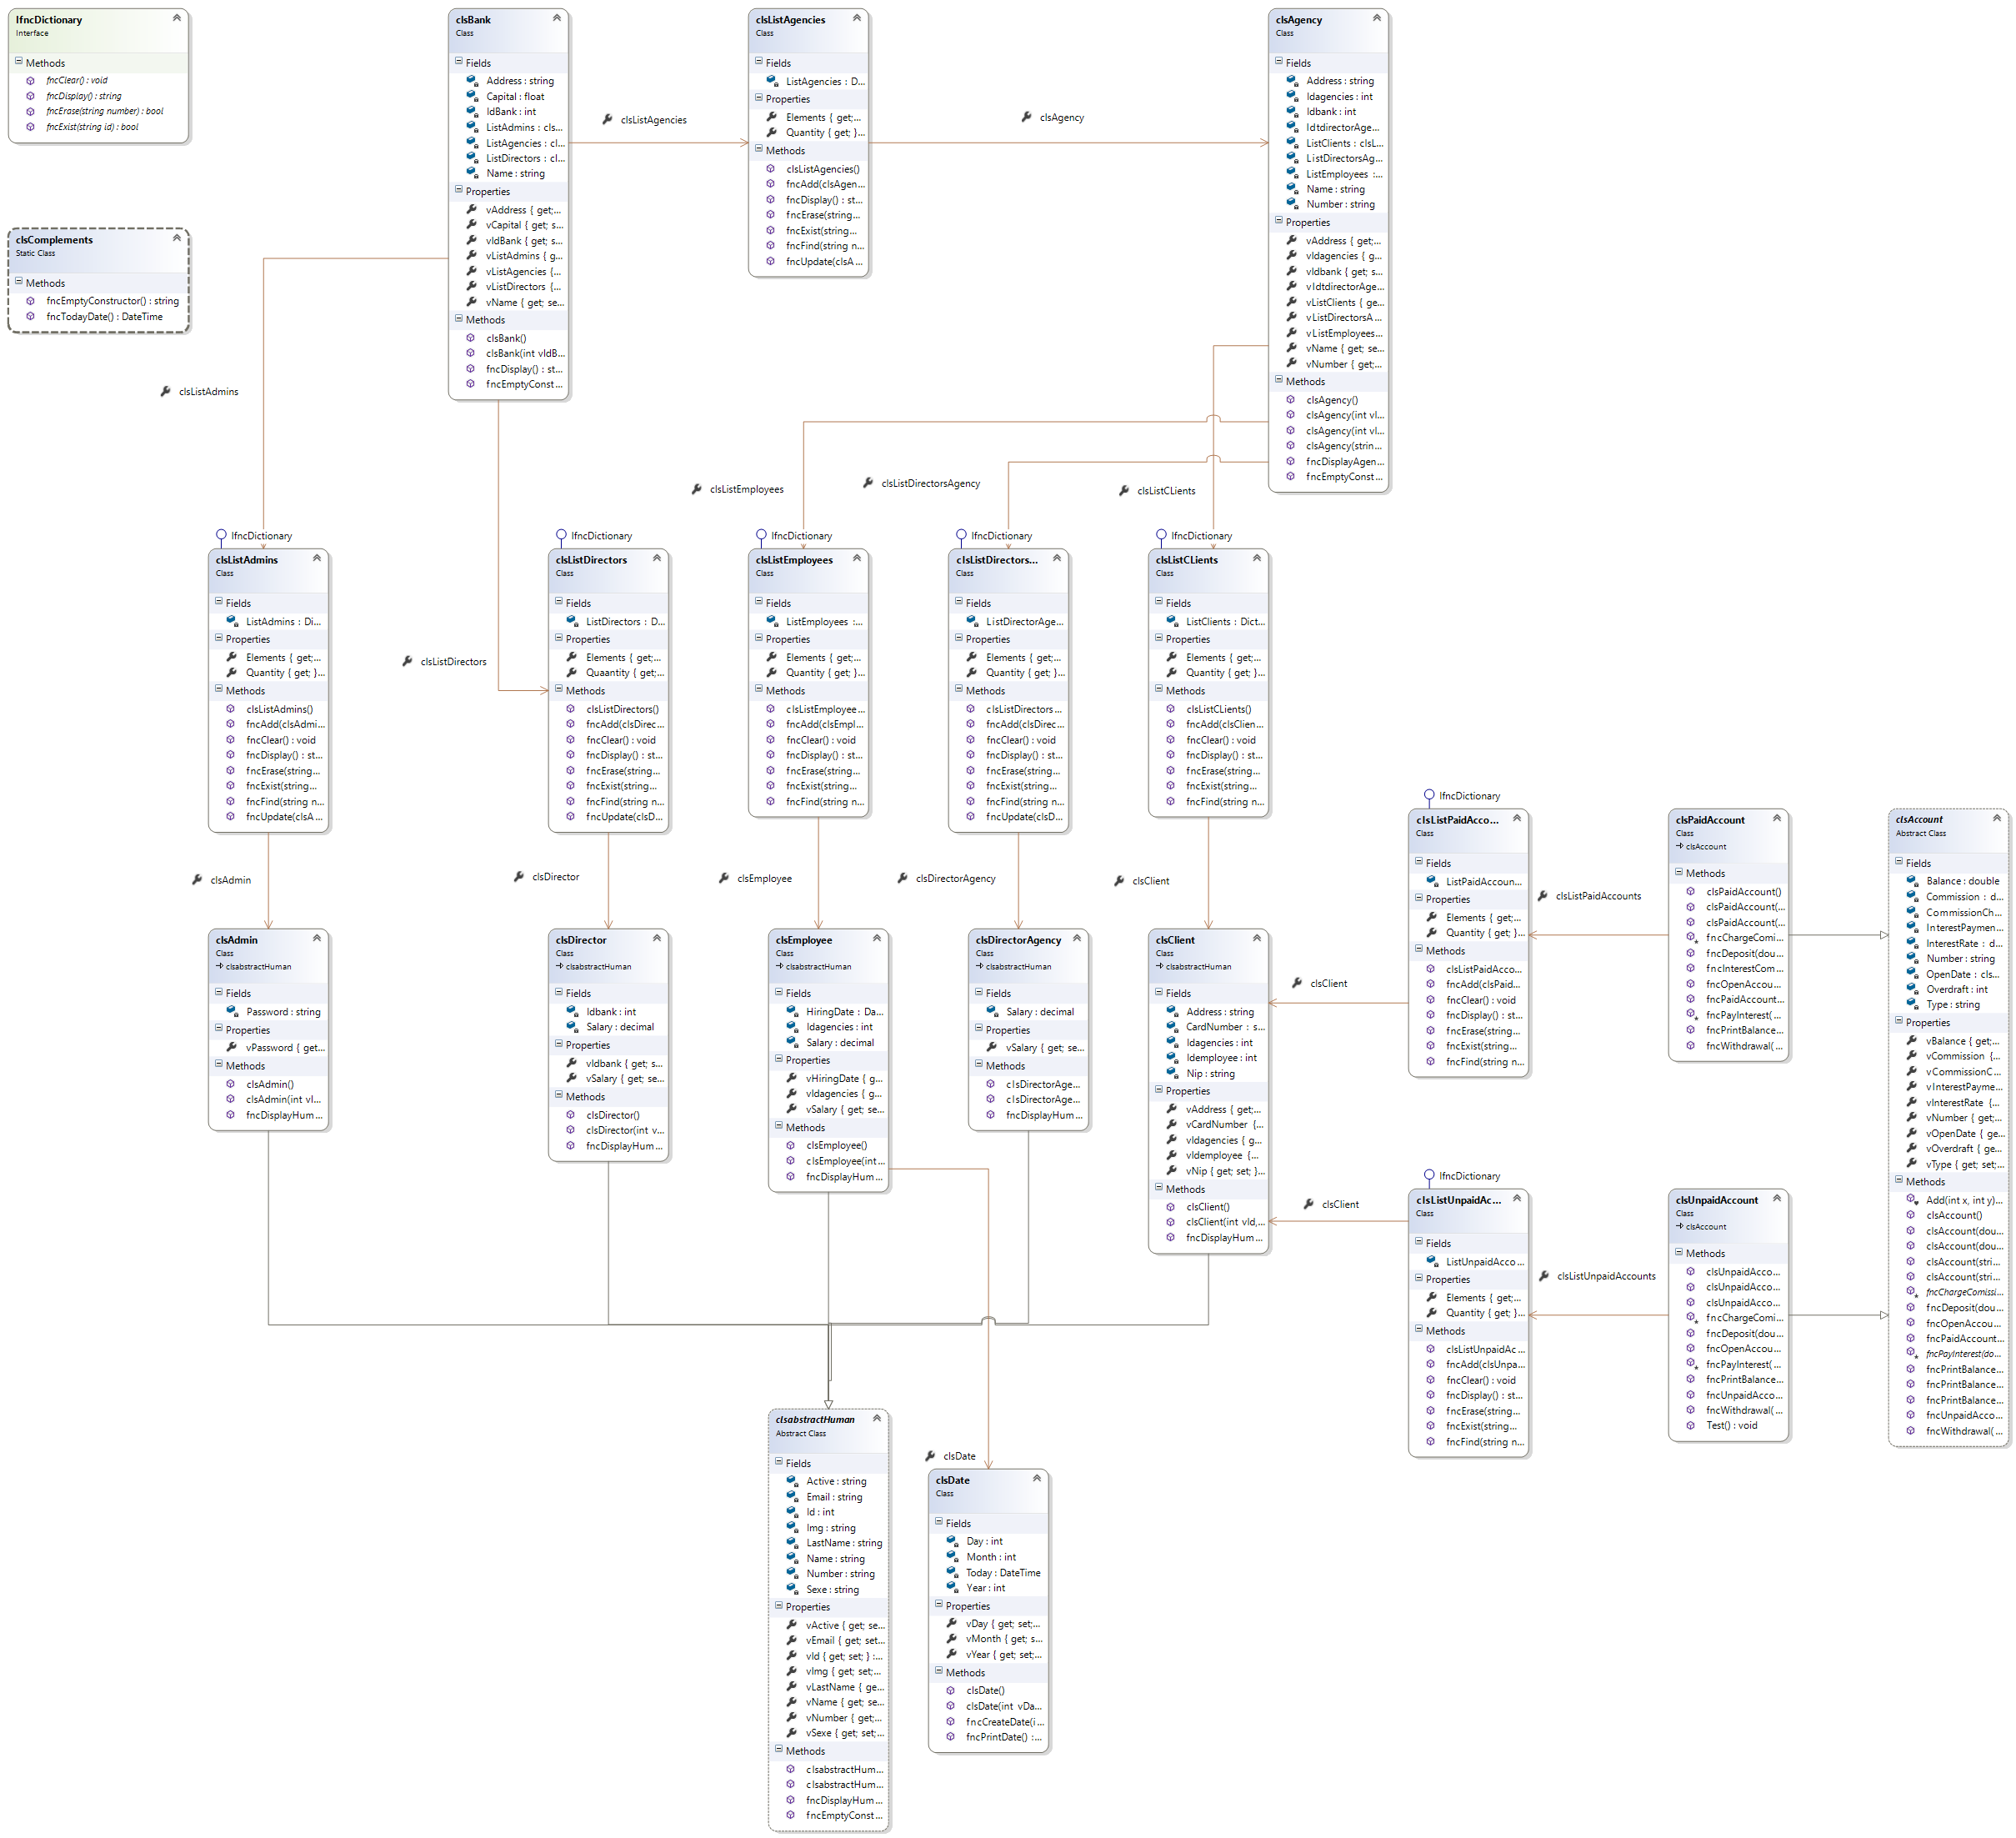 IfncDictionary
Interface
Methods
fncClear() : void
fncDisplay() : string
fncErase(string number) : bool
fncExist(string id) : bool
clsComplements
Static Class
Methods
fncEmptyConstructor() : string
fncTodayDate() : DateTime
clsBank
Class
Fields
Address : string
Capital : float
IdBank : int
ListAdmins : cls...
ListAgencies : cl...
ListDirectors : cl...
Name : string
Properties
vAddress { get;...
vCapital { get; s...
vIdBank { get; s...
vListAdmins { g...
vListAgencies {...
vListDirectors {...
vName { get; se...
Methods
clsBank()
clsBank(int vIdB...
fncDisplay() : st...
fncEmptyConst...
clsListAgencies
clsListAgencies
Class
Fields
ListAgencies : D...
Properties
Elements { get;...
Quantity { get; }...
Methods
clsListAgencies()
fncAdd(clsAgen...
fncDisplay() : st...
fncErase(string...
fncExist(string...
fncFind(string n...
fncUpdate(clsA...
clsAgency
clsAgency
Class
Fields
Address : string
Idagencies : int
Idbank : int
IdtdirectorAge...
ListClients : clsL...
ListDirectorsAg...
ListEmployees :...
Name : string
Number : string
Properties
vAddress { get;...
vIdagencies { g...
vIdbank { get; s...
vIdtdirectorAge...
vListClients { ge...
vListDirectorsA...
vListEmployees...
vName { get; se...
vNumber { get;...
Methods
clsAgency()
clsAgency(int vI...
clsAgency(int vI...
clsAgency(strin...
fncDisplayAgen...
fncEmptyConst...
clsListAdmins
clsListDirectors
clsListEmployees
clsListDirectorsAgency
clsListCLients
IfncDictionary
clsListAdmins
Class
Fields
ListAdmins : Di...
Properties
Elements { get;...
Quantity { get; }...
Methods
clsListAdmins()
fncAdd(clsAdmi...
fncClear() : void
fncDisplay() : st...
fncErase(string...
fncExist(string...
fncFind(string n...
fncUpdate(clsA...
IfncDictionary
clsListDirectors
Class
Fields
ListDirectors : D...
Properties
Elements { get;...
Quaantity { get;...
Methods
clsListDirectors()
fncAdd(clsDirec...
fncClear() : void
fncDisplay() : st...
fncErase(string...
fncExist(string...
fncFind(string n...
fncUpdate(clsD...
IfncDictionary
clsListEmployees
Class
Fields
ListEmployees :...
Properties
Elements { get;...
Quantity { get; }...
Methods
clsListEmployee...
fncAdd(clsEmpl...
fncClear() : void
fncDisplay() : st...
fncErase(string...
fncExist(string...
fncFind(string n...
IfncDictionary
clsListDirectors...
Class
Fields
ListDirectorAge...
Properties
Elements { get;...
Quantity { get; }...
Methods
clsListDirectors...
fncAdd(clsDirec...
fncClear() : void
fncDisplay() : st...
fncErase(string...
fncExist(string...
fncFind(string n...
fncUpdate(clsD...
IfncDictionary
clsListCLients
Class
Fields
ListClients : Dict...
Properties
Elements { get;...
Quantity { get; }...
Methods
clsListCLients()
fncAdd(clsClien...
fncClear() : void
fncDisplay() : st...
fncErase(string...
fncExist(string...
fncFind(string n...
clsAdmin
clsDirector
clsEmployee
clsDirectorAgency
clsClient
clsAdmin
Class
clsabstractHuman
Fields
Password : string
Properties
vPassword { get...
Methods
clsAdmin()
clsAdmin(int vI...
fncDisplayHum...
clsDirector
Class
clsabstractHuman
Fields
Idbank : int
Salary : decimal
Properties
vIdbank { get; s...
vSalary { get; se...
Methods
clsDirector()
clsDirector(int v...
fncDisplayHum...
clsEmployee
Class
clsabstractHuman
Fields
HiringDate : Da...
Idagencies : int
Salary : decimal
Properties
vHiringDate { g...
vIdagencies { g...
vSalary { get; se...
Methods
clsEmployee()
clsEmployee(int...
fncDisplayHum...
clsDirectorAgency
Class
clsabstractHuman
Fields
Salary : decimal
Properties
vSalary { get; se...
Methods
clsDirectorAge...
clsDirectorAge...
fncDisplayHum...
clsClient
Class
clsabstractHuman
Fields
Address : string
CardNumber : s...
Idagencies : int
Idemployee : int
Nip : string
Properties
vAddress { get;...
vCardNumber {...
vIdagencies { g...
vIdemployee {...
vNip { get; set; }...
Methods
clsClient()
clsClient(int vId,...
fncDisplayHum...
clsClient
clsClient
IfncDictionary
clsListPaidAcco...
Class
Fields
ListPaidAccoun...
Properties
Elements { get;...
Quantity { get; }...
Methods
clsListPaidAcco...
fncAdd(clsPaid...
fncClear() : void
fncDisplay() : st...
fncErase(string...
fncExist(string...
fncFind(string n...
clsListPaidAccounts
clsPaidAccount
Class
clsAccount
Methods
clsPaidAccount()
clsPaidAccount(...
clsPaidAccount(...
fncChargeComi...
fncDeposit(dou...
fncInterestCom...
fncOpenAccou...
fncPaidAccount...
fncPayInterest(...
fncPrintBalance...
fncWithdrawal(...
IfncDictionary
clsListUnpaidAc...
Class
Fields
ListUnpaidAcco...
Properties
Elements { get;...
Quantity { get; }...
Methods
clsListUnpaidAc...
fncAdd(clsUnpa...
fncClear() : void
fncDisplay() : st...
fncErase(string...
fncExist(string...
fncFind(string n...
clsListUnpaidAccounts
clsUnpaidAccount
Class
clsAccount
Methods
clsUnpaidAcco...
clsUnpaidAcco...
clsUnpaidAcco...
fncChargeComi...
fncDeposit(dou...
fncOpenAccou...
fncPayInterest(...
fncPrintBalance...
fncUnpaidAcco...
fncWithdrawal(...
Test() : void
clsAccount
Abstract Class
Fields
Balance : double
Commission : d...
CommissionCh...
InterestPaymen...
InterestRate : d...
Number : string
OpenDate : cls...
Overdraft : int
Type : string
Properties
vBalance { get;...
vCommission {...
vCommissionC...
vInterestPayme...
vInterestRate {...
vNumber { get;...
vOpenDate { ge...
vOverdraft { ge...
vType { get; set;...
Methods
Add(int x, int y)...
clsAccount()
clsAccount(dou...
clsAccount(dou...
clsAccount(stri...
clsAccount(stri...
fncChargeComissi...
fncDeposit(dou...
fncOpenAccou...
fncPaidAccount...
fncPayInterest(do...
fncPrintBalance...
fncPrintBalance...
fncPrintBalance...
fncUnpaidAcco...
fncWithdrawal(...
clsabstractHuman
Abstract Class
Fields
Active : string
Email : string
Id : int
Img : string
LastName : string
Name : string
Number : string
Sexe : string
Properties
vActive { get; se...
vEmail { get; set...
vId { get; set; } :...
vImg { get; set;...
vLastName { ge...
vName { get; se...
vNumber { get;...
vSexe { get; set;...
Methods
clsabstractHum...
clsabstractHum...
fncDisplayHum...
fncEmptyConst...
clsDate
clsDate
Class
Fields
Day : int
Month : int
Today : DateTime
Year : int
Properties
vDay { get; set;...
vMonth { get; s...
vYear { get; set;...
Methods
clsDate()
clsDate(int vDa...
fncCreateDate(i...
fncPrintDate() :...